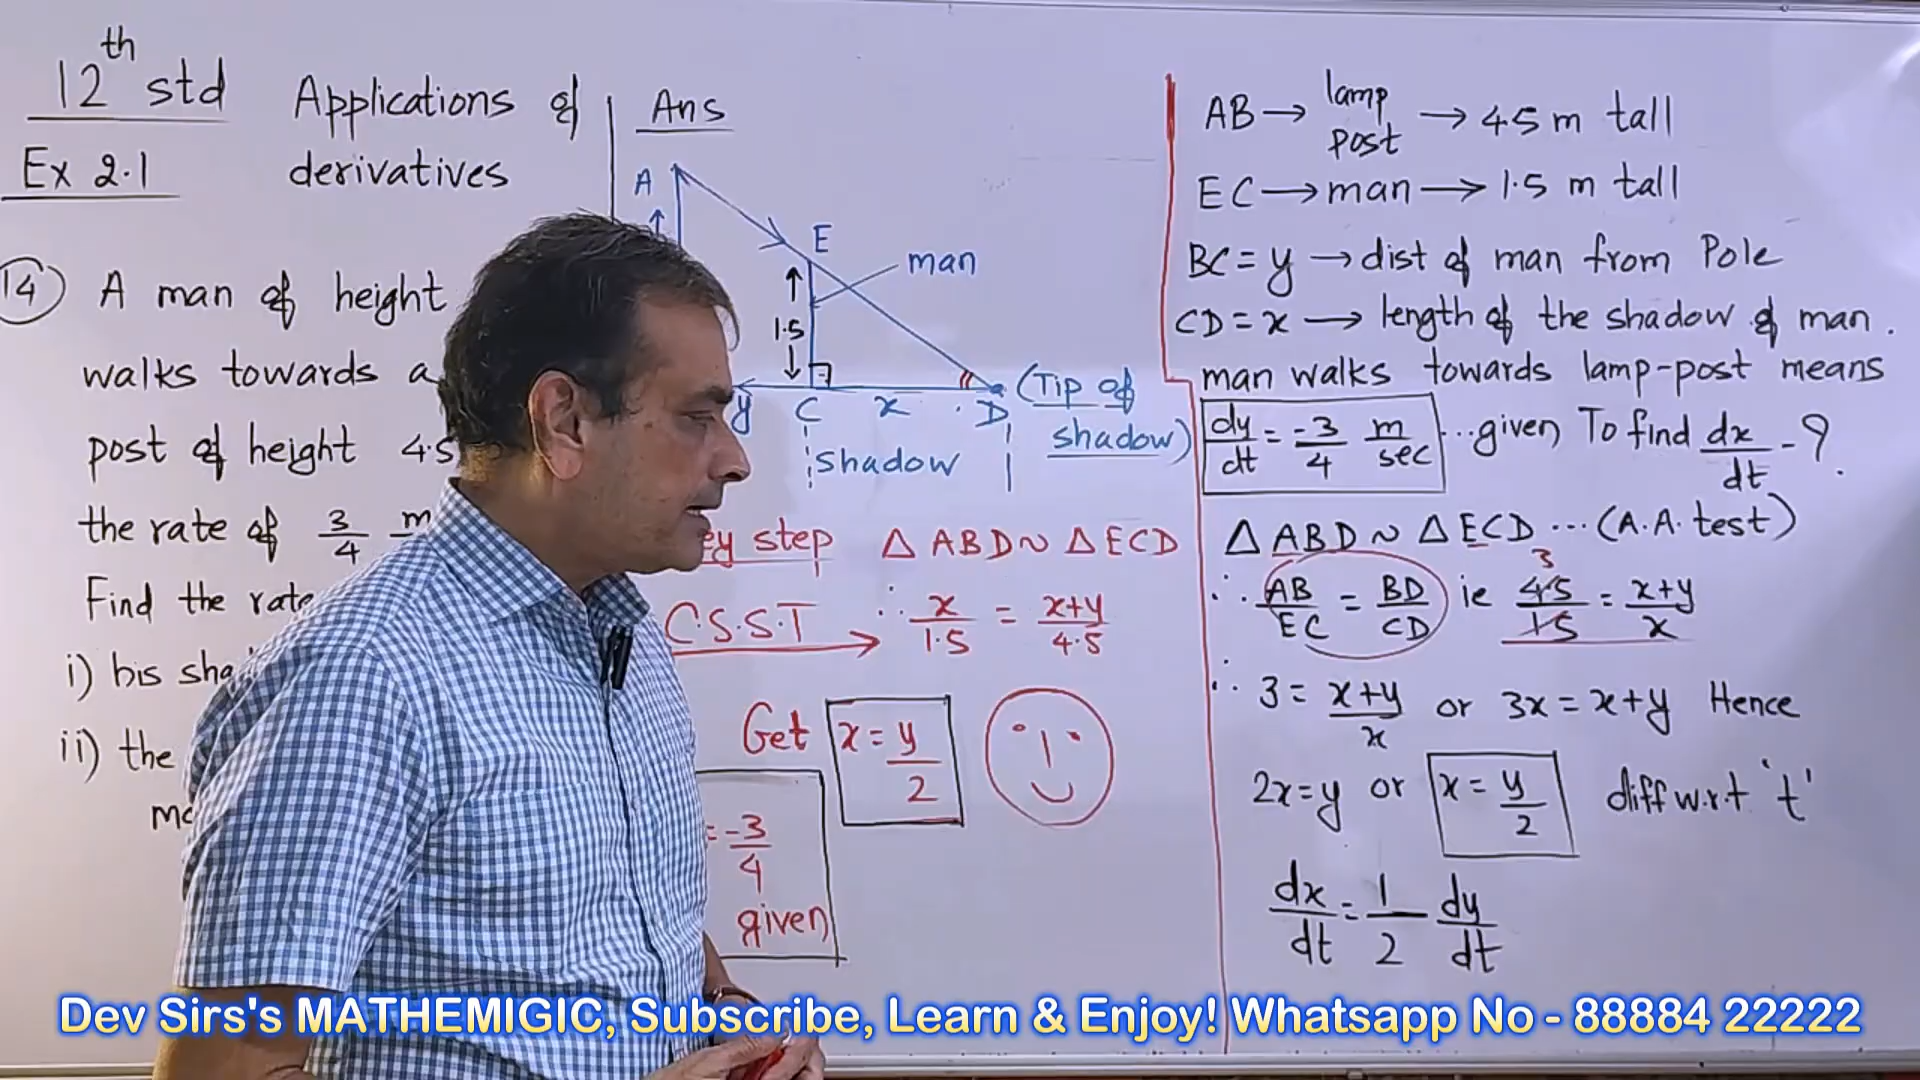 12th std
Ex 2.1
Applications of
derivatives
14) A man of height
walks towards a
post of height 4.5
the rate of 3/4 m
Find the rate
i) his sha
ii) the
Ans
A
E
man
1.5
y C x D (Tip of
shadow)
shadow
ey step Δ ABD ~ Δ ECD
C.S.S.T → ∴ x/1.5 = x+y/4.5
Get x = y/2
= -3/4
given
AB → lamp post → 4.5 m tall
EC → man → 1.5 m tall
BC = y → dist of man from Pole
CD = x → length of the shadow of man.
man walks towards lamp-post means
dy/dt = -3/4 m/sec ...given To find dx/dt - ?
Δ ABD ~ Δ ECD ... (A.A. test)
∴ AB/EC = BD/CD ie 4.5/1.5 = x+y/x
3
∴ 3 = x+y/x or 3x = x+y Hence
2x = y or x = y/2 diff w.r.t 't'
dx/dt = 1/2 dy/dt
Dev Sirs's MATHEMIGIC, Subscribe, Learn & Enjoy! Whatsapp No - 88884 22222